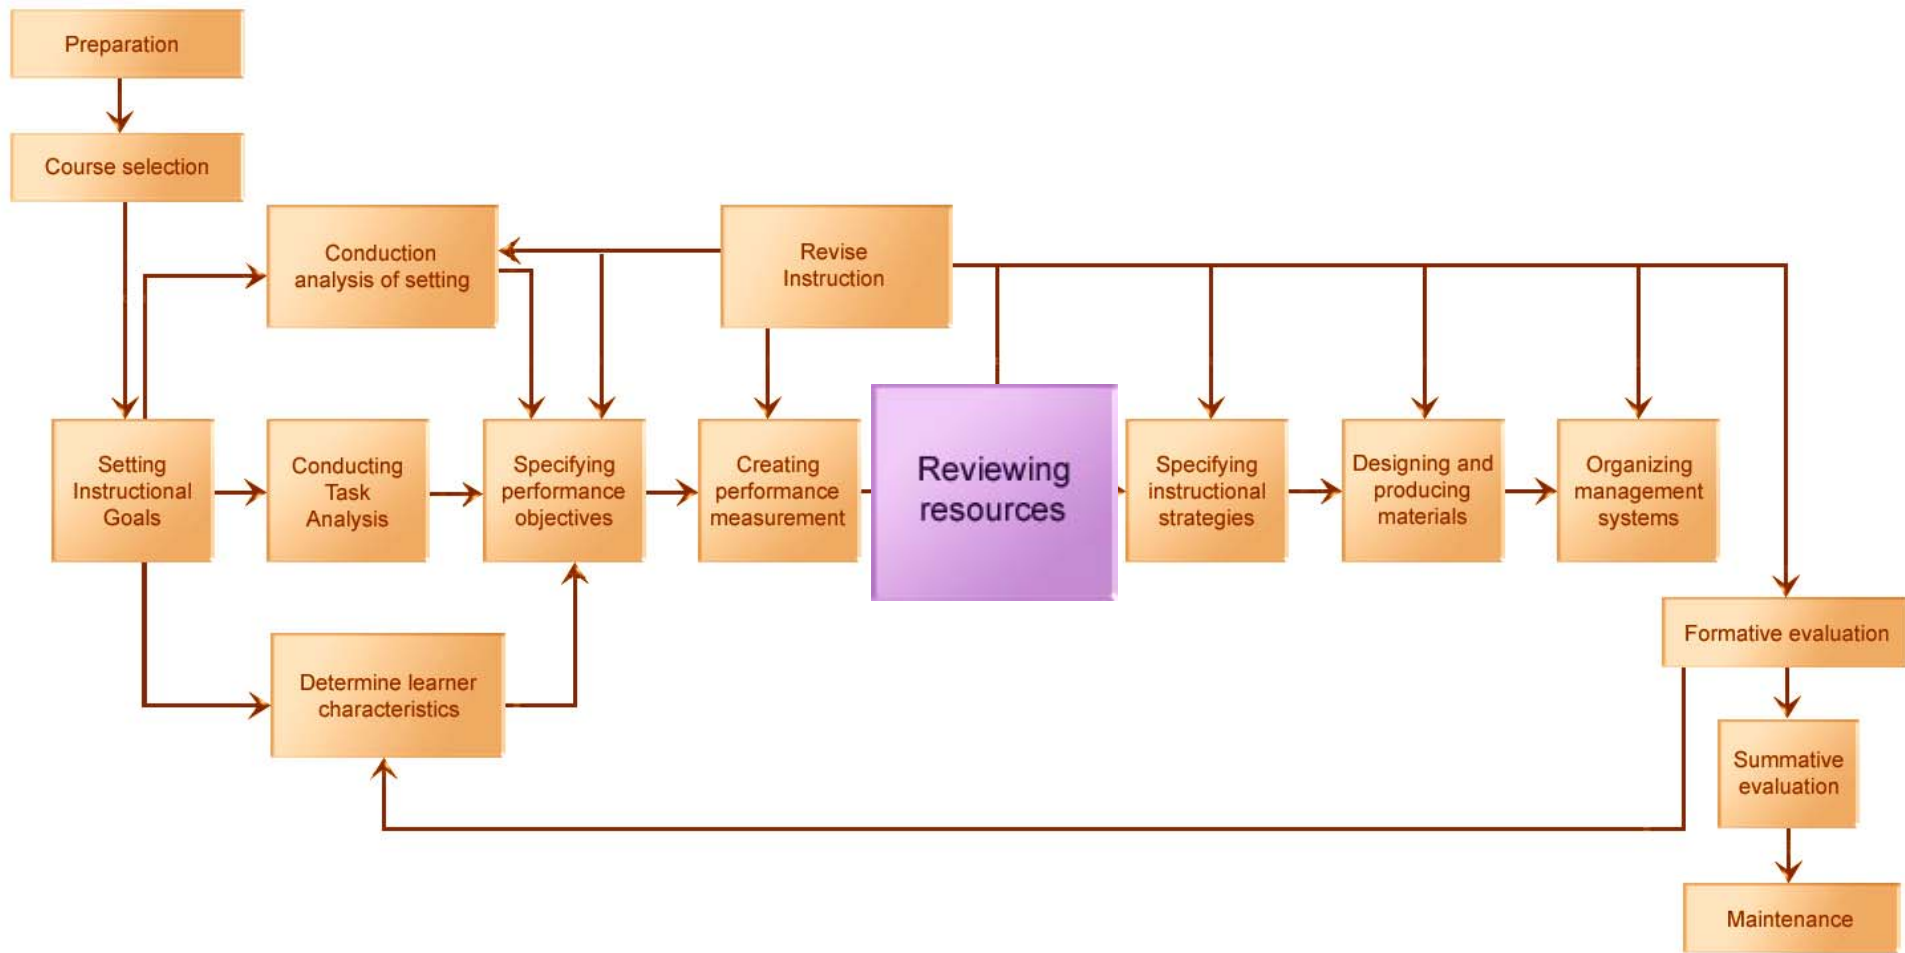 Preparation
Course selection
Conduction
analysis of setting
Revise
Instruction
Setting
Instructional
Goals
Conducting
Task
Analysis
Specifying
performance
objectives
Creating
performance
measurement
Reviewing
resources
Specifying
instructional
strategies
Designing and
producing
materials
Organizing
management
systems
Determine learner
characteristics
Formative evaluation
Summative
evaluation
Maintenance